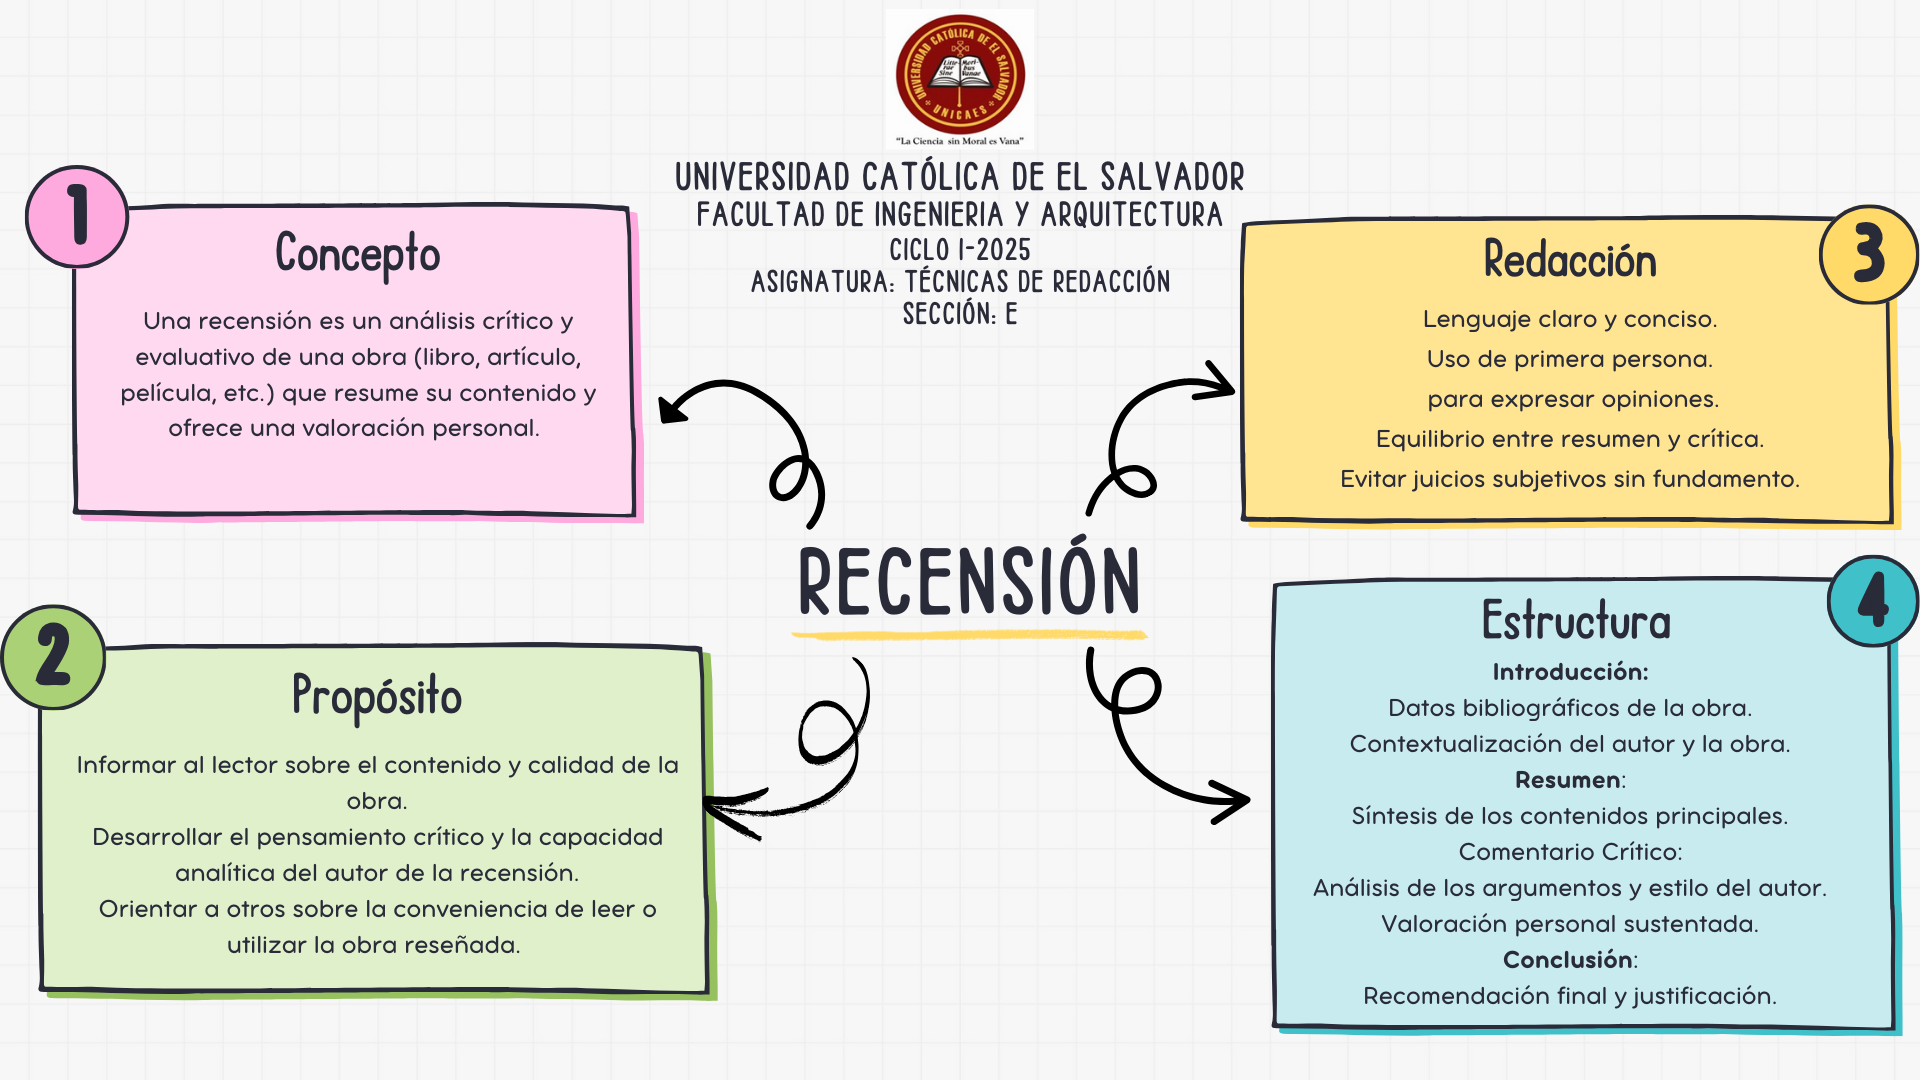 UNIVERSIDAD CATÓLICA DE EL SALVADOR
UNICAES
Litte-
rae
Sine
Mori-
bus
Vanae
"La Ciencia sin Moral es Vana"
UNIVERSIDAD CATÓLICA DE EL SALVADOR
FACULTAD DE INGENIERIA Y ARQUITECTURA
CICLO I-2025
ASIGNATURA: TÉCNICAS DE REDACCIÓN
SECCIÓN: E
RECENSIÓN
1
Concepto
Una recensión es un análisis crítico y
evaluativo de una obra (libro, artículo,
película, etc.) que resume su contenido y
ofrece una valoración personal.
2
Propósito
Informar al lector sobre el contenido y calidad de la
obra.
Desarrollar el pensamiento crítico y la capacidad
analítica del autor de la recensión.
Orientar a otros sobre la conveniencia de leer o
utilizar la obra reseñada.
3
Redacción
Lenguaje claro y conciso.
Uso de primera persona.
para expresar opiniones.
Equilibrio entre resumen y crítica.
Evitar juicios subjetivos sin fundamento.
4
Estructura
Introducción:
Datos bibliográficos de la obra.
Contextualización del autor y la obra.
Resumen:
Síntesis de los contenidos principales.
Comentario Crítico:
Análisis de los argumentos y estilo del autor.
Valoración personal sustentada.
Conclusión:
Recomendación final y justificación.